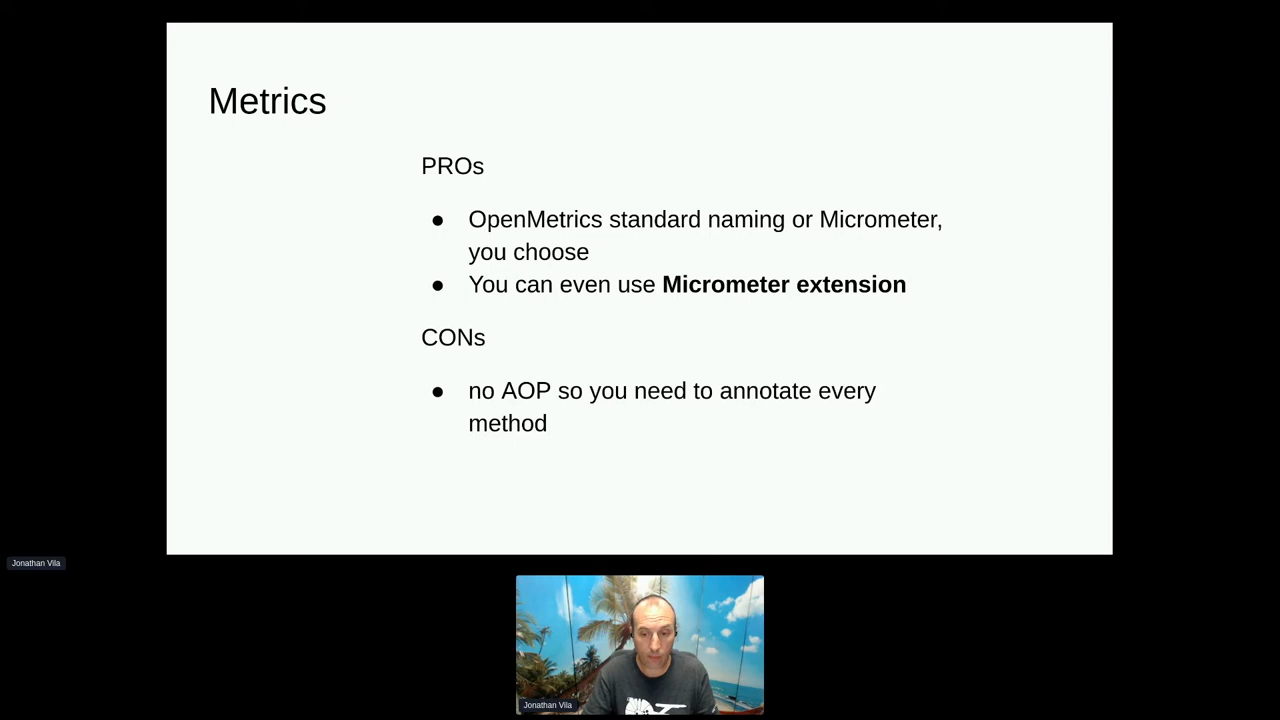 Metrics
PROs
● OpenMetrics standard naming or Micrometer,
you choose
● You can even use Micrometer extension
CONs
● no AOP so you need to annotate every
method
Jonathan Vila
Jonathan Vila